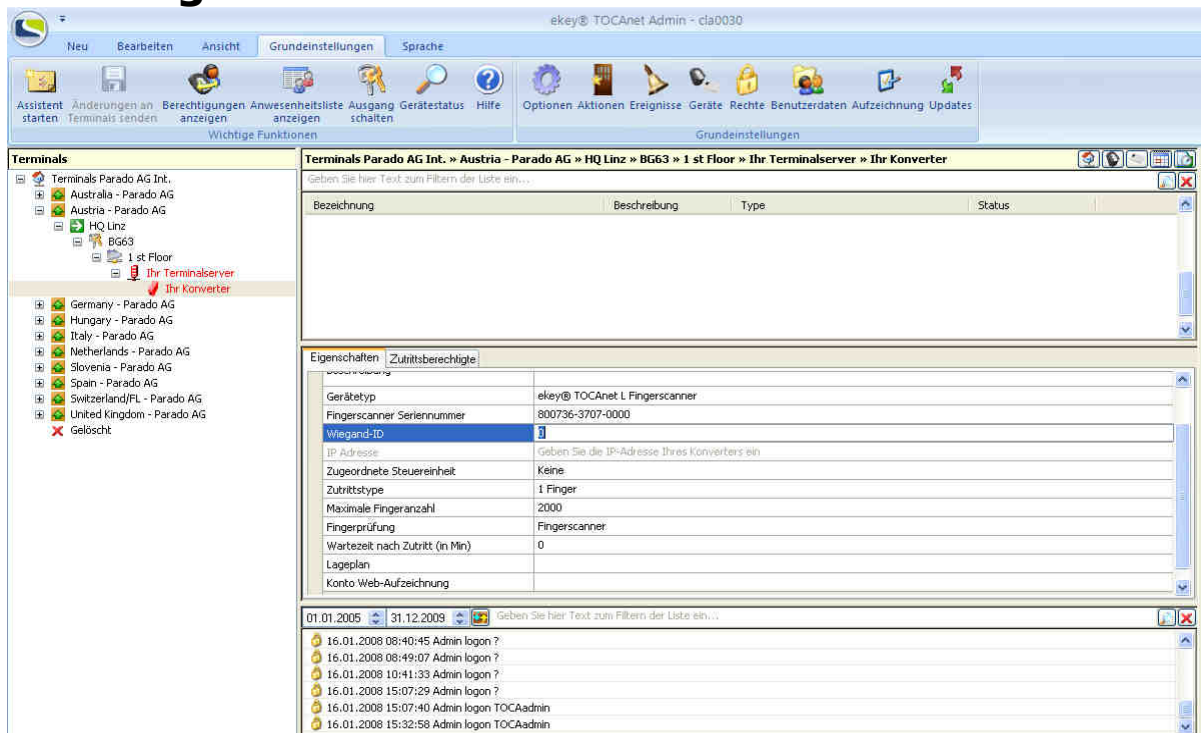 ekey® TOCAnet Admin - cla0030
Neu Bearbeiten Ansicht Grundeinstellungen Sprache
Assistent starten Änderungen an Terminals senden Berechtigungen anzeigen Anwesenheitsliste anzeigen Ausgang schalten Gerätestatus Hilfe Optionen Aktionen Ereignisse Geräte Rechte Benutzerdaten Aufzeichnung Updates
Wichtige Funktionen Grundeinstellungen
Terminals
Terminals Parado AG Int.
Australia - Parado AG
Austria - Parado AG
HQ Linz
BG63
1 st Floor
Ihr Terminalserver
Ihr Konverter
Germany - Parado AG
Hungary - Parado AG
Italy - Parado AG
Netherlands - Parado AG
Slovenia - Parado AG
Spain - Parado AG
Switzerland/FL - Parado AG
United Kingdom - Parado AG
Gelöscht
Terminals Parado AG Int. » Austria - Parado AG » HQ Linz » BG63 » 1 st Floor » Ihr Terminalserver » Ihr Konverter
Geben Sie hier Text zum Filtern der Liste ein...
Bezeichnung Beschreibung Type Status
Eigenschaften Zutrittsberechtigte
Gerätetyp ekey® TOCAnet L Fingerscanner
Fingerscanner Seriennummer 800736-3707-0000
Wiegand-ID 0
IP Adresse Geben Sie die IP-Adresse Ihres Konverters ein
Zugeordnete Steuereinheit Keine
Zutrittstype 1 Finger
Maximale Fingeranzahl 2000
Fingerprüfung Fingerscanner
Wartezeit nach Zutritt (in Min) 0
Lageplan
Konto Web-Aufzeichnung
01.01.2005 31.12.2009 Geben Sie hier Text zum Filtern der Liste ein...
16.01.2008 08:40:45 Admin logon ?
16.01.2008 08:49:07 Admin logon ?
16.01.2008 10:41:33 Admin logon ?
16.01.2008 15:07:29 Admin logon ?
16.01.2008 15:07:40 Admin logon TOCAadmin
16.01.2008 15:32:58 Admin logon TOCAadmin